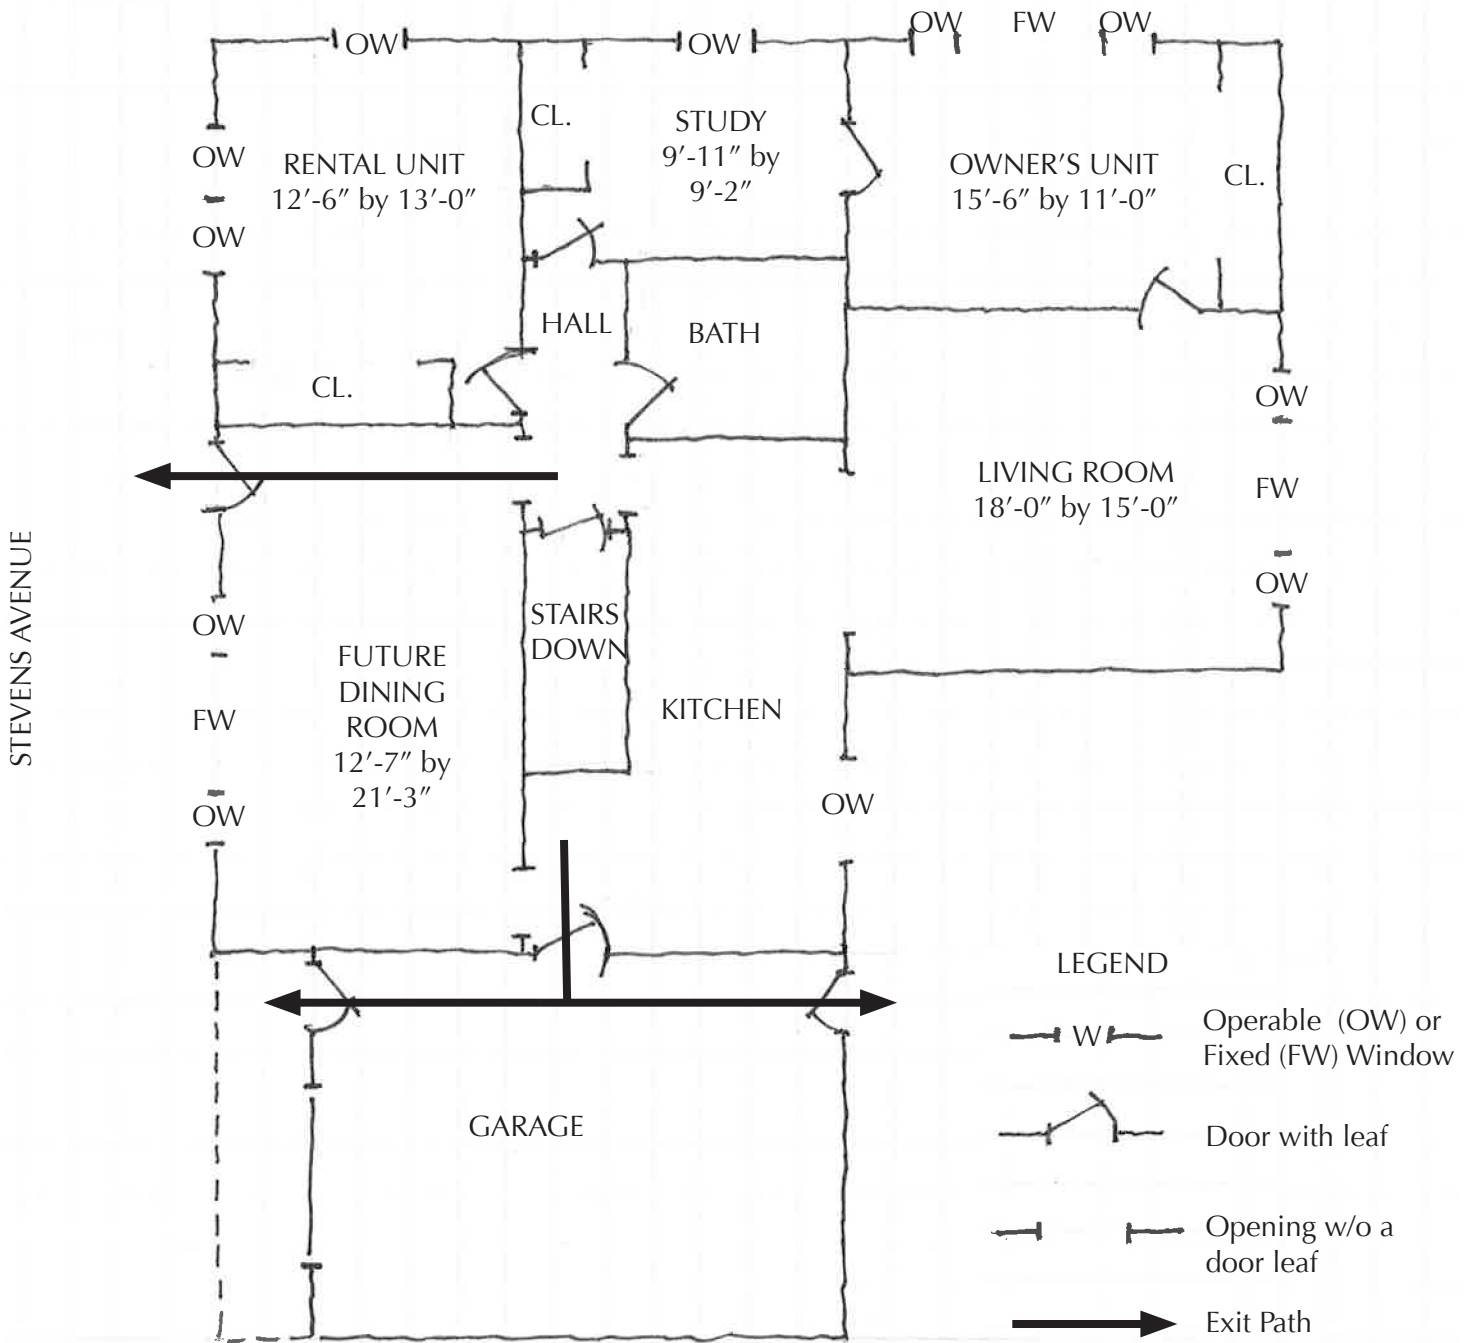 OW
OW
OW
FW
OW
CL.
STUDY
9’-11” by
9’-2”
OW
RENTAL UNIT
12’-6” by 13’-0”
OWNER’S UNIT
15’-6” by 11’-0”
CL.
OW
HALL
BATH
CL.
OW
LIVING ROOM
18’-0” by 15’-0”
FW
OW
STEVENS AVENUE
OW
STAIRS
DOWN
FUTURE
DINING
ROOM
12’-7” by
21’-3”
FW
KITCHEN
OW
OW
LEGEND
W
Operable (OW) or
Fixed (FW) Window
GARAGE
Door with leaf
Opening w/o a
door leaf
Exit Path